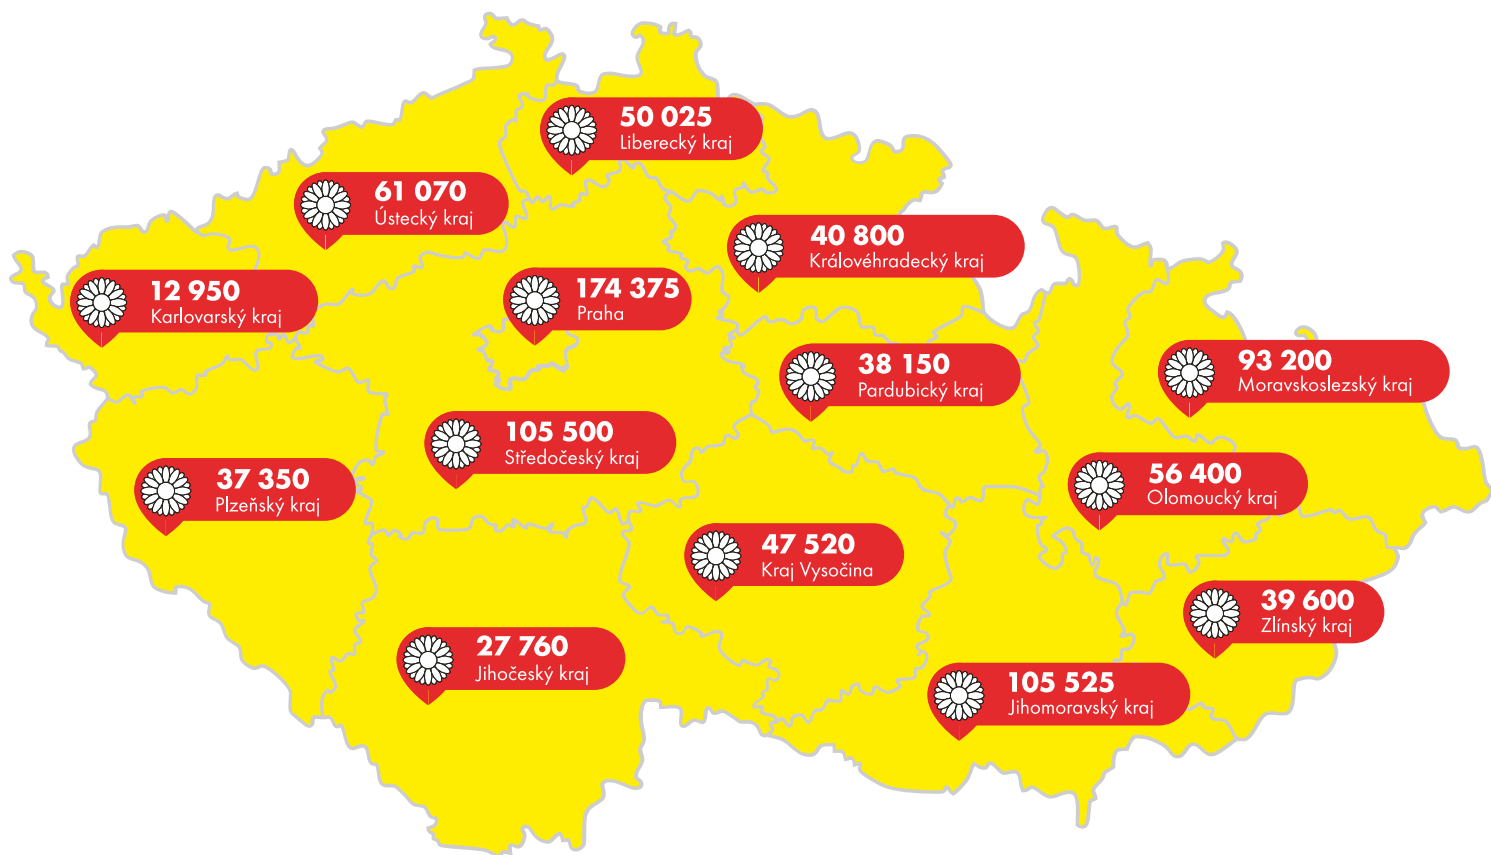 50 025
Liberecký kraj
61 070
Ústecký kraj
40 800
Královéhradecký kraj
12 950
Karlovarský kraj
174 375
Praha
38 150
Pardubický kraj
93 200
Moravskoslezský kraj
105 500
Středočeský kraj
37 350
Plzeňský kraj
56 400
Olomoucký kraj
47 520
Kraj Vysočina
39 600
Zlínský kraj
27 760
Jihočeský kraj
105 525
Jihomoravský kraj